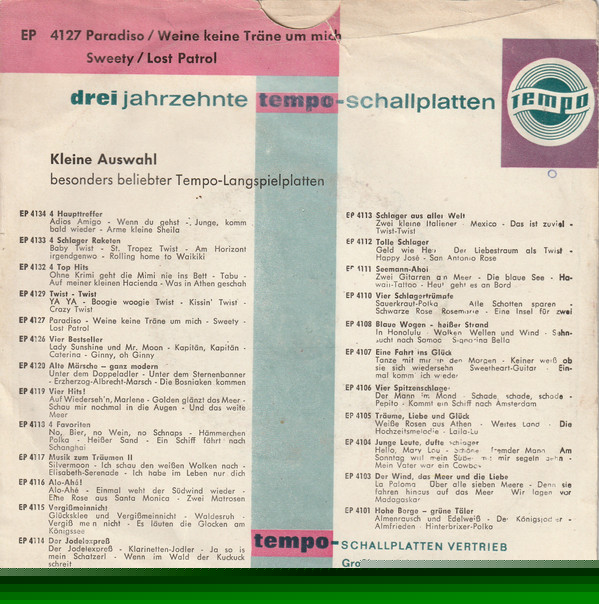 EP 4127 Paradiso / Weine keine Träne um mich
Sweety / Lost Patrol
drei jahrzehnte tempo-schallplatten
TEMPO
Kleine Auswahl
besonders beliebter Tempo-Langspielplatten
EP 4134 4 Haupttreffer
Adios Amigo - Wenn du gehst - Junge, komm
bald wieder - Arme kleine Sheila
EP 4133 4 Schlager Raketen
Baby Twist - St. Tropez Twist - Am Horizont
irgendgenwo - Rolling home to Waikiki
EP 4132 4 Top Hits
Ohne Krimi geht die Mimi nie ins Bett - Tabu -
Auf meiner kleinen Hacienda - Was in Athen geschah
EP 4129 Twist - Twist
YA YA - Boogie woogie Twist - Kissin' Twist -
Crazy Twist
EP 4127 Paradiso - Weine keine Träne um mich - Sweety -
Lost Patrol
EP 4126 Vier Bestseller
Lady Sunshine und Mr. Moon - Kapitän, Kapitän -
Caterina - Ginny, oh Ginny
EP 4120 Alte Märsche - ganz modern
Unter dem Doppeladler - Unter dem Sternenbanner
- Erzherzog-Albrecht-Marsch - Die Bosniaken kommen
EP 4119 Vier Hits!
Auf Wiederseh'n, Marlene - Golden glänzt das Meer -
Schau mir nochmal in die Augen - Und das weite
Meer
EP 4113 4 Favoriten
No, Bier, no Wein, no Schnaps - Hämmerchen
Polka - Heißer Sand - Ein Schiff fährt nach
Schanghai
EP 4117 Musik zum Träumen II
Silvermoon - Ich schau den weißen Wolken nach -
Elisabeth-Serenade - Ich habe im Leben nur dich
EP 4116 Alo-Ahé!
Alo-Ahé - Einmal weht der Südwind wieder -
Eine Rose aus Santa Monica - Zwei Matrosen
EP 4115 Vergißmeinnicht
Glücksklee und Vergißmeinnicht - Waldesruh -
Vergiß mein nicht - Es läuten die Glocken am
Königssee
EP 4114 Der Jodelexpreß
Der Jodelexpreß - Klarinetten-Jodler - Ja so is
mein Schatzerl - Wenn im Wald der Kuckuck
schreit
EP 4113 Schlager aus aller Welt
Zwei kleine Italiener - Mexico - Das ist zuviel -
Twist-Twist
EP 4112 Tolle Schlager
Geld wie Heu - Der Liebestraum als Twist -
Happy José - San Antonio Rose
EP 4111 Seemann-Ahoi
Zwei Gitarren am Meer - Die blaue See - Ha-
waii-Tattoo - Heut' geht es an Bord
EP 4110 Vier Schlagertrümpfe
Sauerkraut-Polka - Alle Schotten sparen -
Schwarze Rose Rosemarie - Eine Insel für zwei
EP 4108 Blaue Wogen - heißer Strand
In Honolulu - Walken Wellen und Wind - Sehn-
sucht nach Samoa - Signorina Bella
EP 4107 Eine Fahrt ins Glück
Tanze mit mir in den Morgen - Keiner weiß ob
sie sich wiedersehn - Sweetheart-Guitar - Ein-
mal komm ich wieder
EP 4106 Vier Spitzenschlager
Der Mann im Mond - Schade, schade, schade -
Pepito - Kommt ein Schiff nach Amsterdam
EP 4105 Träume, Liebe und Glück
Weiße Rosen aus Athen - Wertes Land - Die
Hochzeitsmelodie - Laila-Lu
EP 4104 Junge Leute, dufte schlager
Hello, Mary Lou - Schöner fremder Mann - Am
Sonntag will mein Süßer mit mir segeln gehn -
Mein Vater war ein Cowboy
EP 4103 Der Wind, das Meer und die Liebe
La Paloma - Über alle sieben Meere - Denn sie
fahren hinaus auf das Meer - Wir lagen vor
Madagaskar
EP 4101 Hohe Berge - grüne Täler
Almenrausch und Edelweiß - Der Königsjodler -
Almfrieden - Hinterbrixer-Polka
tempo-SCHALLPLATTEN VERTRIEB